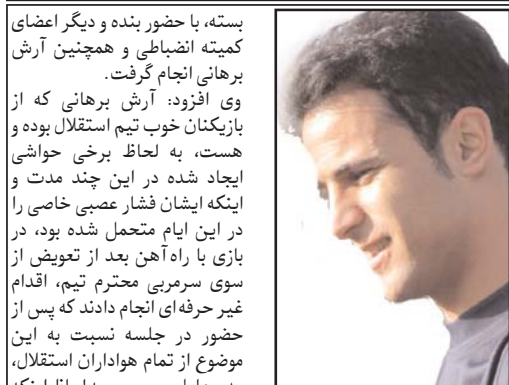 بسته، با حضور بنده و دیگر اعضای
کمیته انضباطی و همچنین آرش
برهانی انجام گرفت.
وی افزود: آرش برهانی که از
بازیکنان خوب تیم استقلال بوده و
هست، به لحاظ برخی حواشی
ایجاد شده در این چند مدت و
اینکه ایشان فشار عصبی خاصی را
در این ایام متحمل شده بود، در
بازی با راه‌آهن بعد از تعویض از
سوی سرمربی محترم تیم، اقدام
غیر حرفه‌ای انجام دادند که پس از
حضور در جلسه نسبت به این
موضوع از تمام هواداران استقلال،